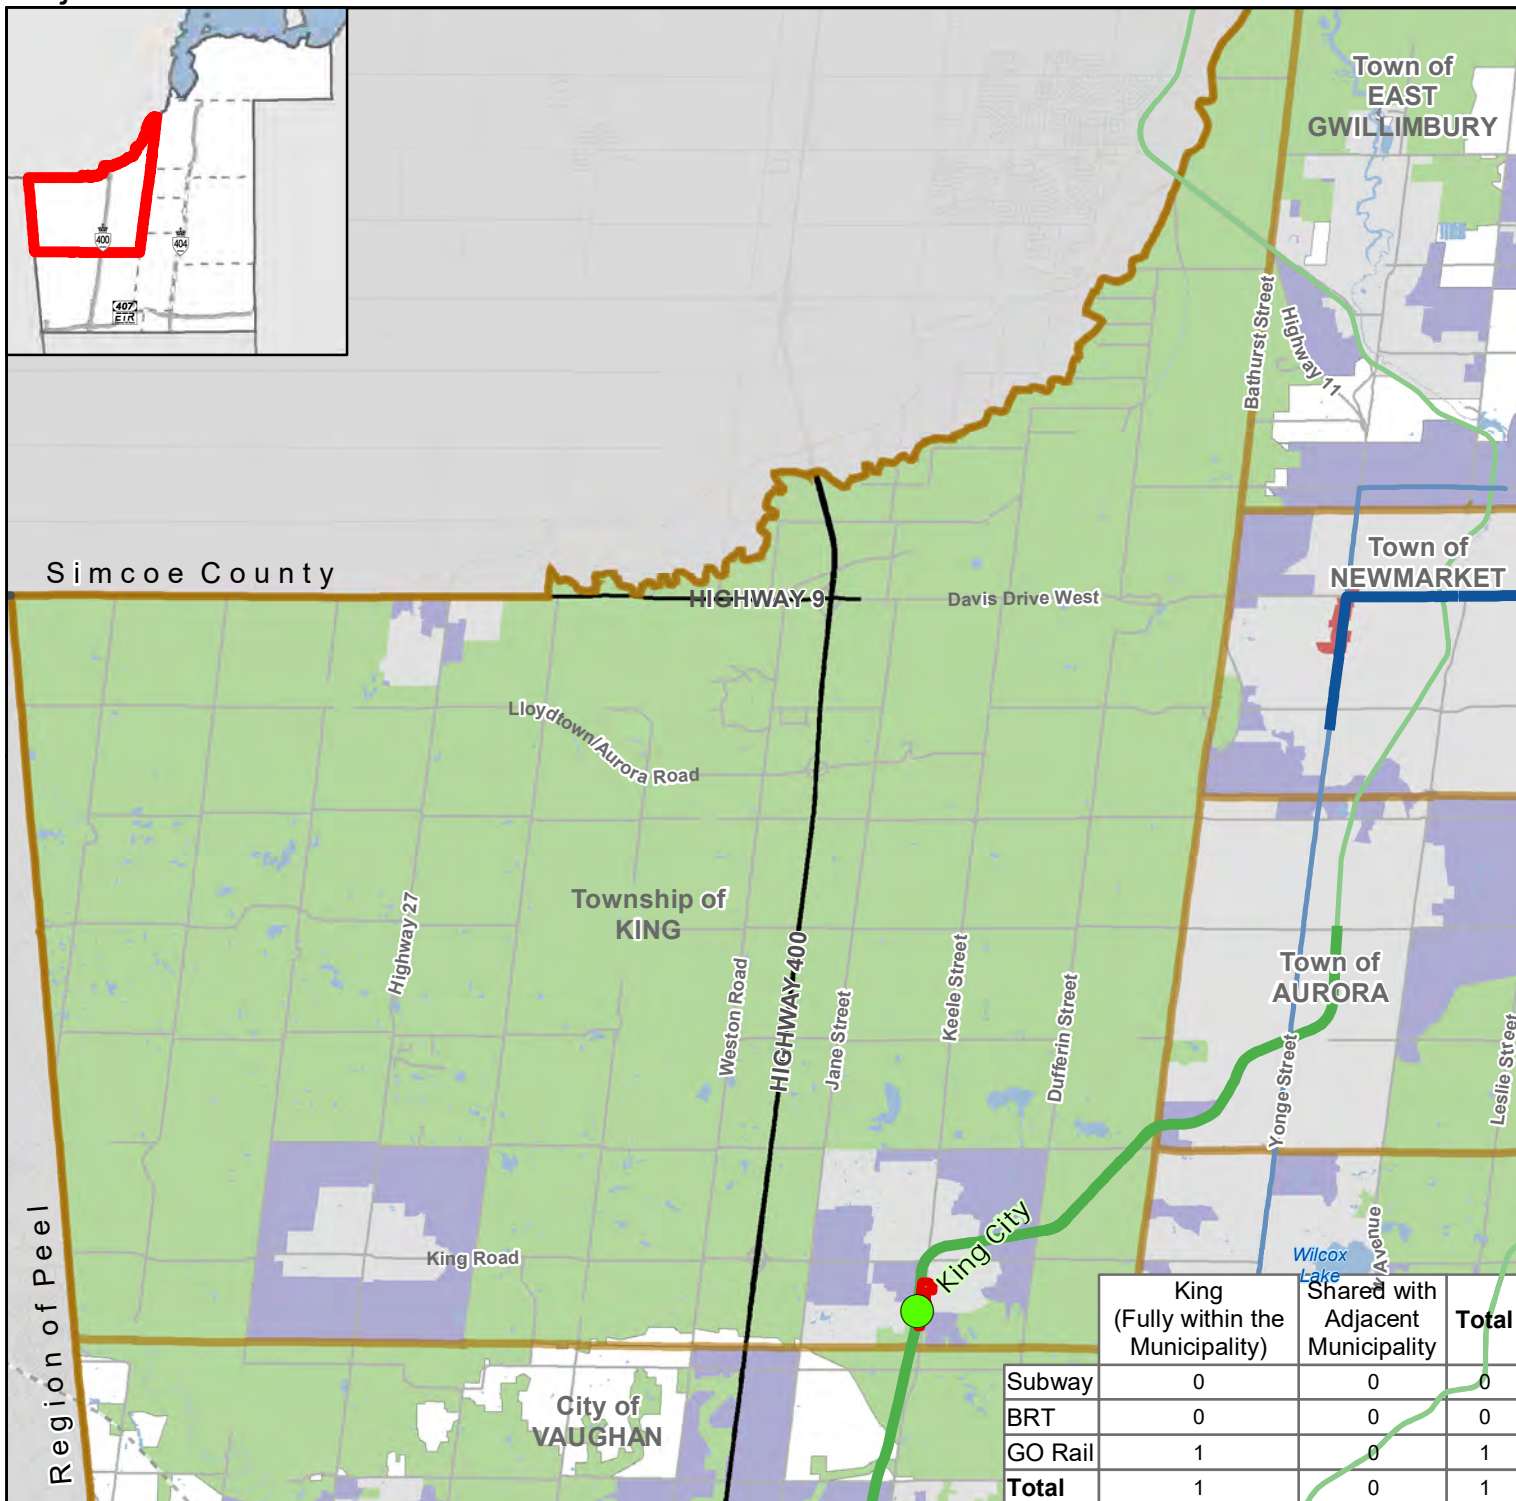 400
404
407
ETR
Town of
EAST
GWILLIMBURY
Bathurst Street
Highway 11
Simcoe County
HIGHWAY 9
Davis Drive West
Town of
NEWMARKET
Lloydtown/Aurora Road
Township of
KING
Highway 27
Weston Road
HIGHWAY 400
Jane Street
Keele Street
Dufferin Street
Town of
AURORA
Yonge Street
Leslie Street
Region of Peel
King Road
King City
Wilcox
Lake
Avenue
City of
VAUGHAN
King
(Fully within the
Municipality)
Shared with
Adjacent
Municipality
Total
Subway 0 0 0
BRT 0 0 0
GO Rail 1 0 1
Total 1 0 1